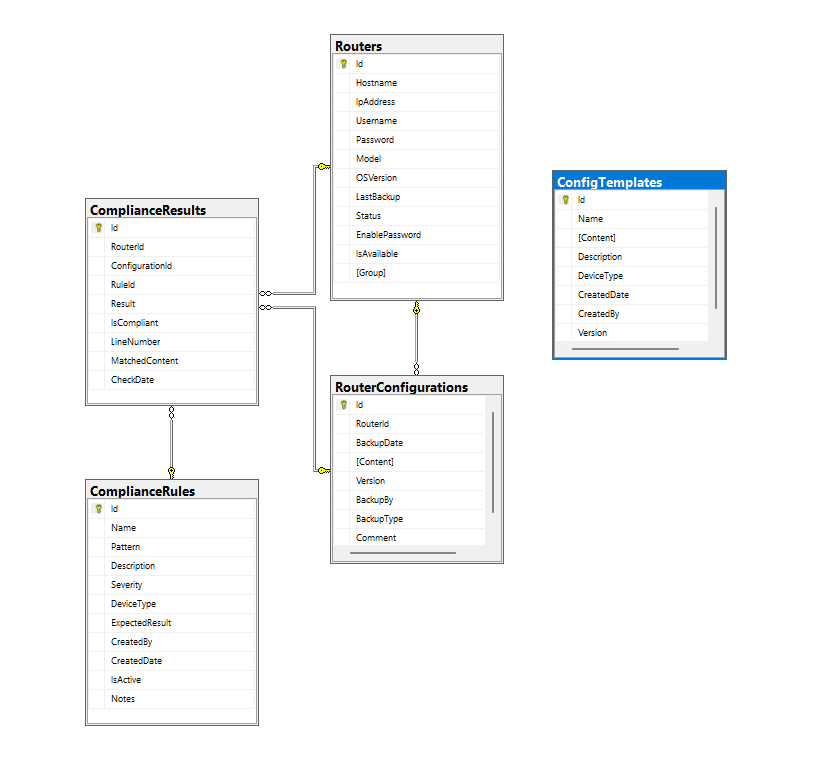 Routers
Id
Hostname
IpAddress
Username
Password
Model
OSVersion
LastBackup
Status
EnablePassword
IsAvailable
[Group]
ConfigTemplates
Id
Name
[Content]
Description
DeviceType
CreatedDate
CreatedBy
Version
ComplianceResults
Id
RouterId
ConfigurationId
RuleId
Result
IsCompliant
LineNumber
MatchedContent
CheckDate
RouterConfigurations
Id
RouterId
BackupDate
[Content]
Version
BackupBy
BackupType
Comment
ComplianceRules
Id
Name
Pattern
Description
Severity
DeviceType
ExpectedResult
CreatedBy
CreatedDate
IsActive
Notes